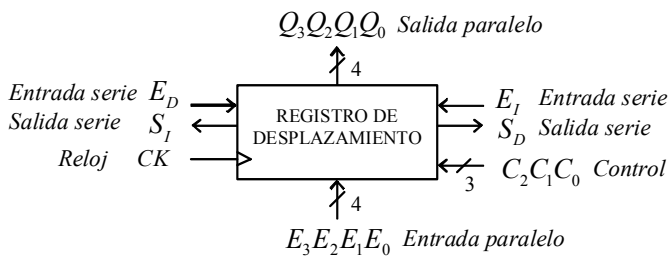 Q3Q2Q1Q0 Salida paralelo
4
Entrada serie ED
Salida serie SI
Reloj CK
REGISTRO DE
DESPLAZAMIENTO
EI Entrada serie
SD Salida serie
C2C1C0 Control
3
4
E3E2E1E0 Entrada paralelo